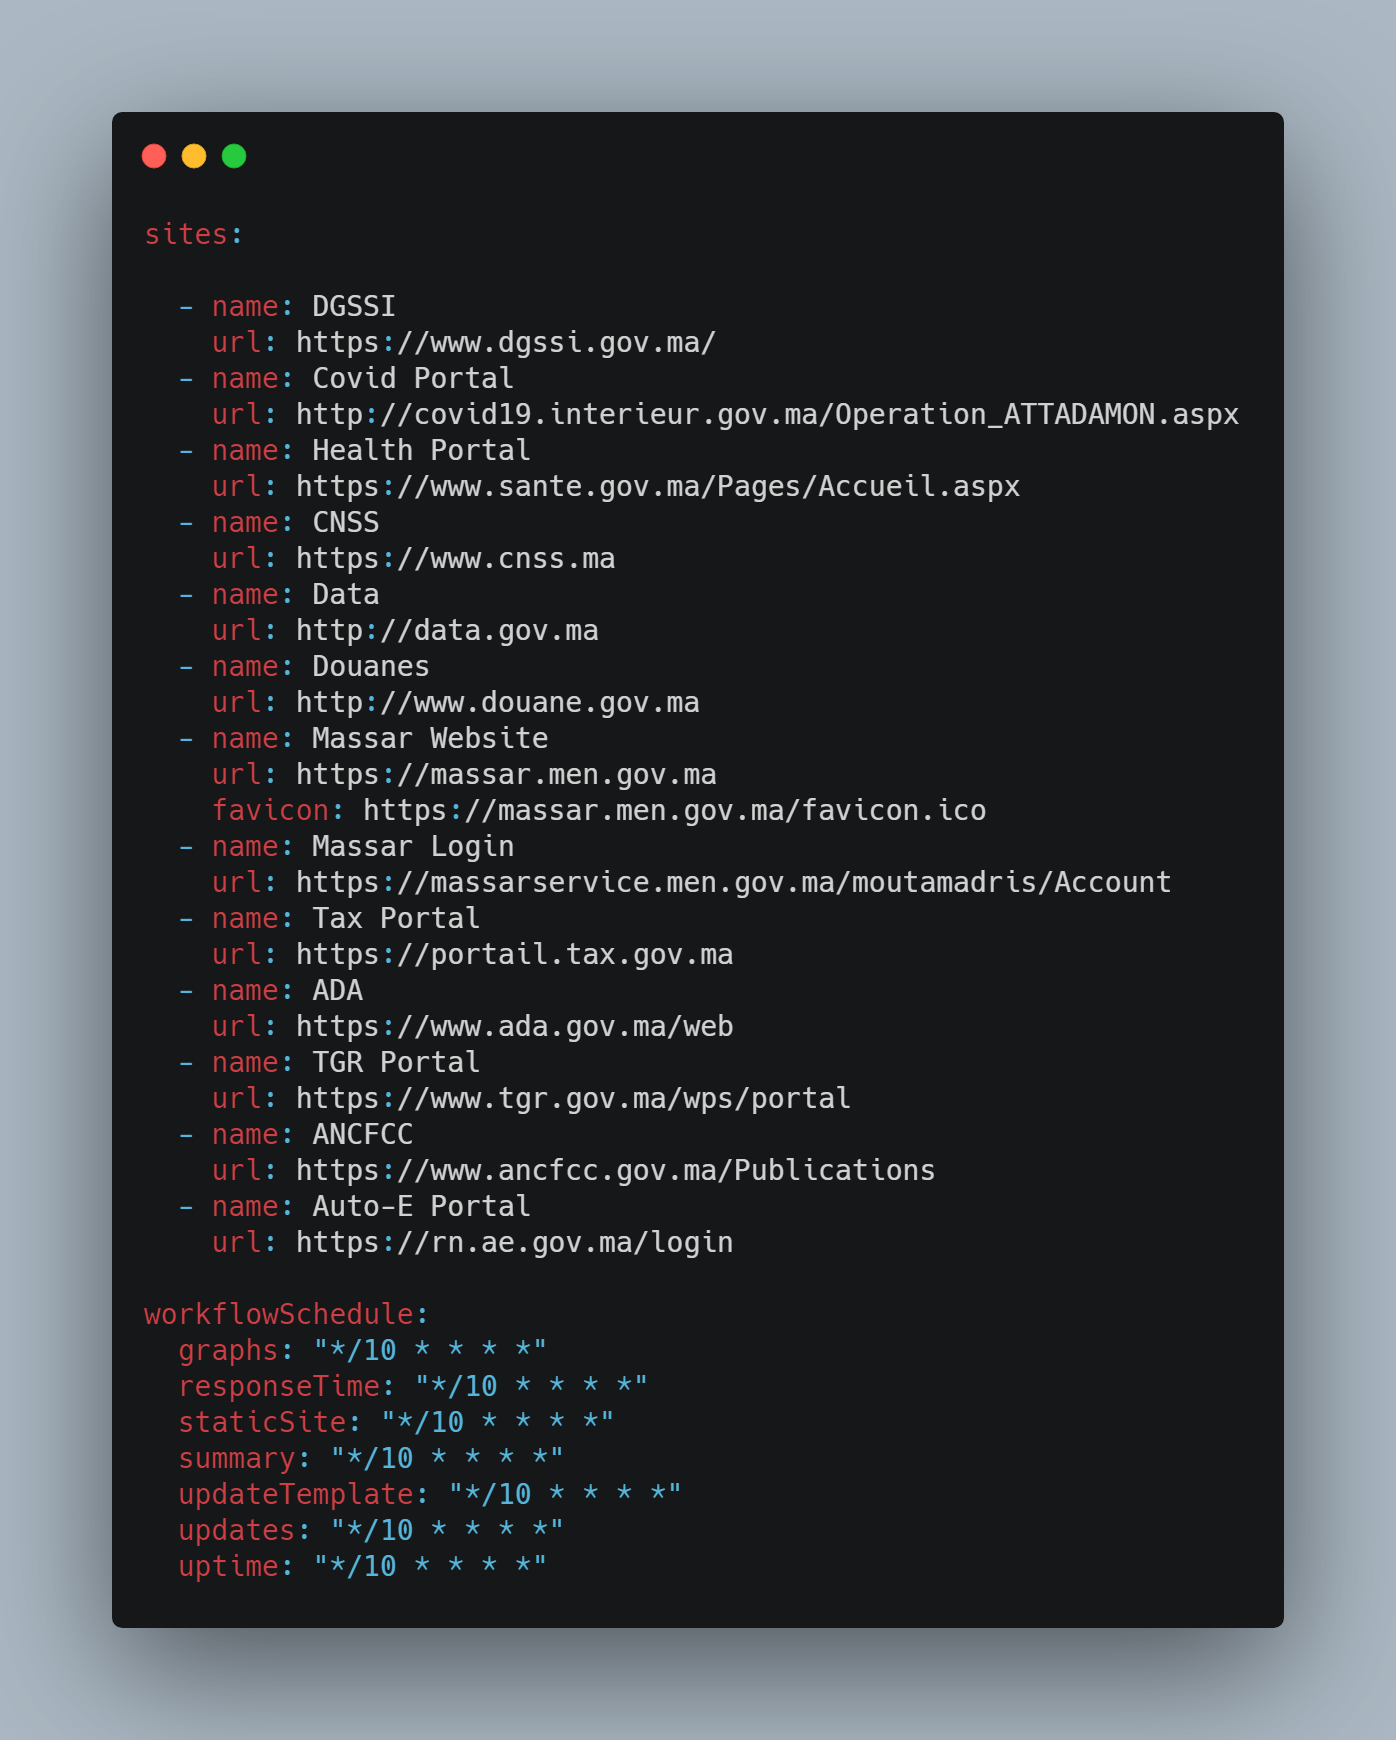 sites:
  - name: DGSSI
    url: https://www.dgssi.gov.ma/
  - name: Covid Portal
    url: http://covid19.interieur.gov.ma/Operation_ATTADAMON.aspx
  - name: Health Portal
    url: https://www.sante.gov.ma/Pages/Accueil.aspx
  - name: CNSS
    url: https://www.cnss.ma
  - name: Data
    url: http://data.gov.ma
  - name: Douanes
    url: http://www.douane.gov.ma
  - name: Massar Website
    url: https://massar.men.gov.ma
    favicon: https://massar.men.gov.ma/favicon.ico
  - name: Massar Login
    url: https://massarservice.men.gov.ma/moutamadris/Account
  - name: Tax Portal
    url: https://portail.tax.gov.ma
  - name: ADA
    url: https://www.ada.gov.ma/web
  - name: TGR Portal
    url: https://www.tgr.gov.ma/wps/portal
  - name: ANCFCC
    url: https://www.ancfcc.gov.ma/Publications
  - name: Auto-E Portal
    url: https://rn.ae.gov.ma/login
workflowSchedule:
  graphs: "*/10 * * * *"
  responseTime: "*/10 * * * *"
  staticSite: "*/10 * * * *"
  summary: "*/10 * * * *"
  updateTemplate: "*/10 * * * *"
  updates: "*/10 * * * *"
  uptime: "*/10 * * * *"